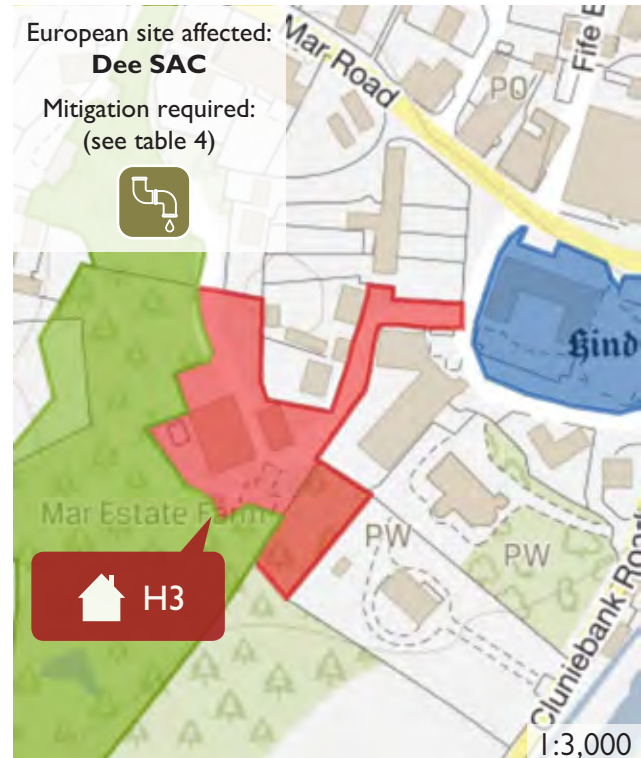 European site affected:
Dee SAC
Mitigation required:
(see table 4)
Mar Road
PO
Fife
Kind
Mar Estate Farm
H3
PW
PW
Cluniebank Road
1:3,000